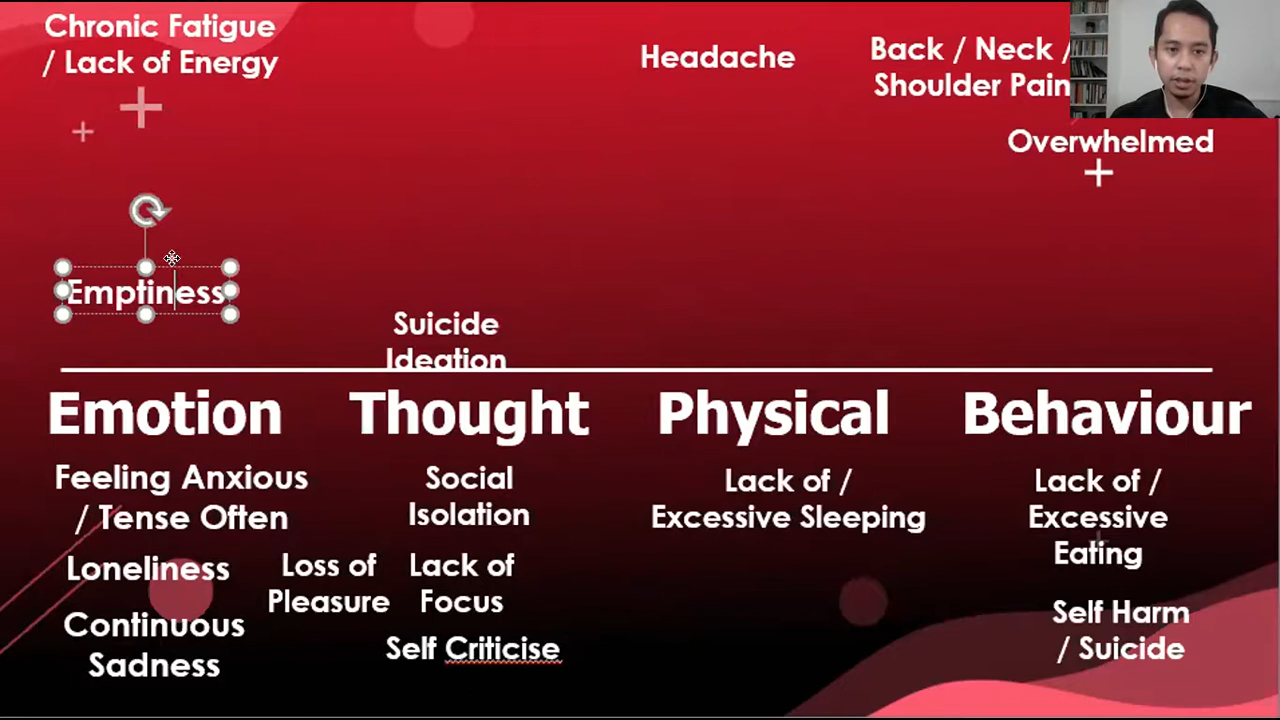 Chronic Fatigue
/ Lack of Energy
Headache
Back / Neck /
Shoulder Pain
Overwhelmed
Emptiness
Suicide
Ideation
Emotion
Thought
Physical
Behaviour
Feeling Anxious
/ Tense Often
Loneliness
Continuous
Sadness
Loss of
Pleasure
Social
Isolation
Lack of
Focus
Self Criticise
Lack of /
Excessive Sleeping
Lack of /
Excessive
Eating
Self Harm
/ Suicide